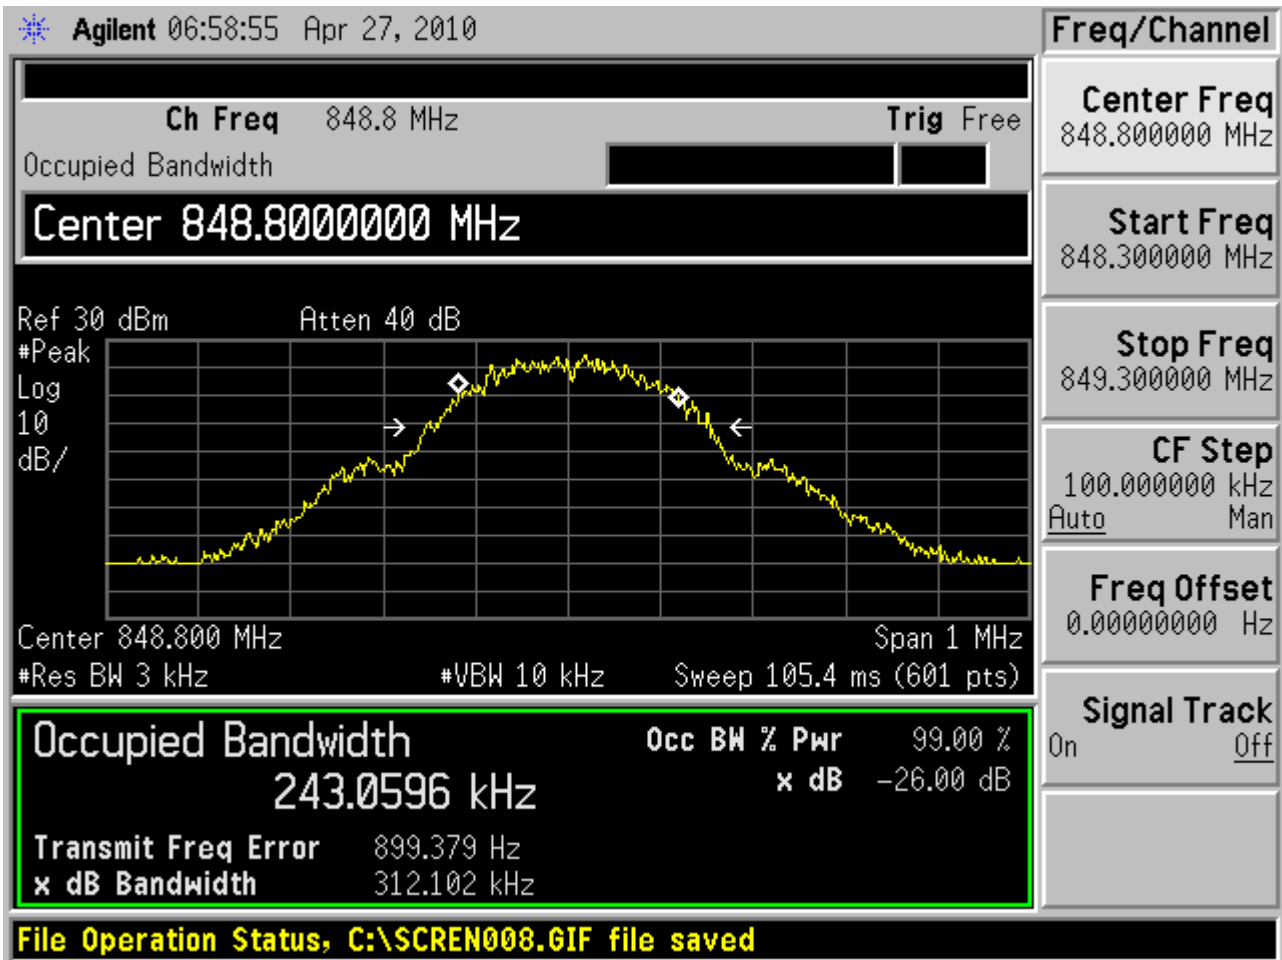 Agilent 06:58:55 Apr 27, 2010
Freq/Channel
Ch Freq 848.8 MHz Trig Free
Occupied Bandwidth
Center 848.8000000 MHz
Ref 30 dBm Atten 40 dB
#Peak
Log
10
dB/
Center 848.800 MHz Span 1 MHz
#Res BW 3 kHz #VBW 10 kHz Sweep 105.4 ms (601 pts)
Occupied Bandwidth Occ BW % Pwr 99.00 %
243.0596 kHz x dB -26.00 dB
Transmit Freq Error 899.379 Hz
x dB Bandwidth 312.102 kHz
File Operation Status, C:\SCREN008.GIF file saved
Center Freq
848.800000 MHz
Start Freq
848.300000 MHz
Stop Freq
849.300000 MHz
CF Step
100.000000 kHz
Auto Man
Freq Offset
0.00000000 Hz
Signal Track
On Off